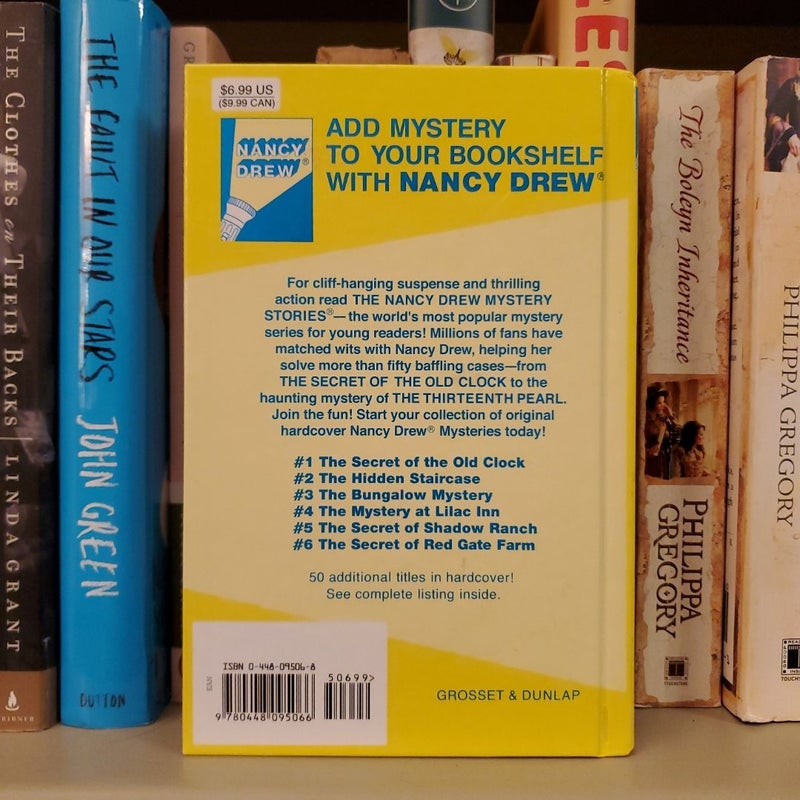 THE CLOTHES on THEIR BACKS | LINDA GRANT
THE FAULT IN OUR STARS JOHN GREEN
DUTTON
$6.99 US
($9.99 CAN)
NANCY
DREW®
ADD MYSTERY
TO YOUR BOOKSHELF
WITH NANCY DREW®
For cliff-hanging suspense and thrilling
action read THE NANCY DREW MYSTERY
STORIES®—the world's most popular mystery
series for young readers! Millions of fans have
matched wits with Nancy Drew, helping her
solve more than fifty baffling cases—from
THE SECRET OF THE OLD CLOCK to the
haunting mystery of THE THIRTEENTH PEARL.
Join the fun! Start your collection of original
hardcover Nancy Drew® Mysteries today!
#1 The Secret of the Old Clock
#2 The Hidden Staircase
#3 The Bungalow Mystery
#4 The Mystery at Lilac Inn
#5 The Secret of Shadow Ranch
#6 The Secret of Red Gate Farm
50 additional titles in hardcover!
See complete listing inside.
ISBN 0-448-09506-8
50699>
EAN
9 780448 095066
GROSSET & DUNLAP
The Boleyn Inheritance
PHILIPPA
GREGORY
TOUCHSTONE
PHILIPPA GREGORY